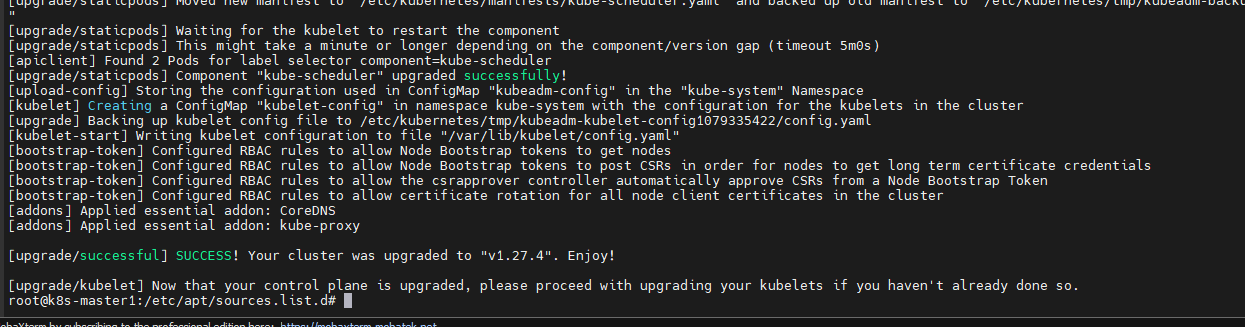 [upgrade/staticpods] Moved new manifest to "/etc/kubernetes/manifests/kube-scheduler.yaml" and backed up old manifest to "/etc/kubernetes/tmp/kubeadm-backu
"
"
[upgrade/staticpods] Waiting for the kubelet to restart the component
[upgrade/staticpods] This might take a minute or longer depending on the component/version gap (timeout 5m0s)
[apiclient] Found 2 Pods for label selector component=kube-scheduler
[upgrade/staticpods] Component "kube-scheduler" upgraded successfully!
[upload-config] Storing the configuration used in ConfigMap "kubeadm-config" in the "kube-system" Namespace
[kubelet] Creating a ConfigMap "kubelet-config" in namespace kube-system with the configuration for the kubelets in the cluster
[upgrade] Backing up kubelet config file to /etc/kubernetes/tmp/kubeadm-kubelet-config1079335422/config.yaml
[kubelet-start] Writing kubelet configuration to file "/var/lib/kubelet/config.yaml"
[bootstrap-token] Configured RBAC rules to allow Node Bootstrap tokens to get nodes
[bootstrap-token] Configured RBAC rules to allow Node Bootstrap tokens to post CSRs in order for nodes to get long term certificate credentials
[bootstrap-token] Configured RBAC rules to allow the csrapprover controller automatically approve CSRs from a Node Bootstrap Token
[bootstrap-token] Configured RBAC rules to allow certificate rotation for all node client certificates in the cluster
[addons] Applied essential addon: CoreDNS
[addons] Applied essential addon: kube-proxy
[upgrade/successful] SUCCESS! Your cluster was upgraded to "v1.27.4". Enjoy!
[upgrade/kubelet] Now that your control plane is upgraded, please proceed with upgrading your kubelets if you haven't already done so.
root@k8s-master1:/etc/apt/sources.list.d#
obaXterm by subscribing to the professional edition here: https://mobaxterm.mobatek.net